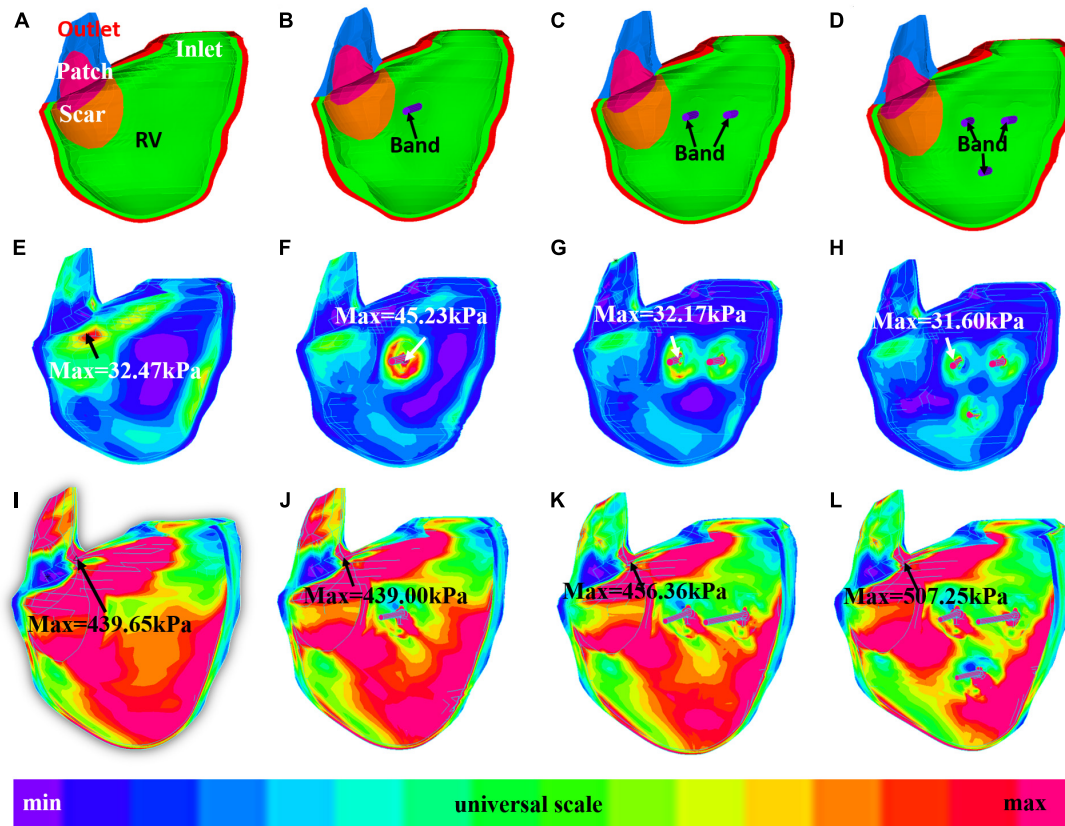 A
B
C
D
Outlet
Inlet
Patch
Scar
RV
Band
Band
Band
E
F
G
H
Max=32.47kPa
Max=45.23kPa
Max=32.17kPa
Max=31.60kPa
I
J
K
L
Max=439.65kPa
Max=439.00kPa
Max=456.36kPa
Max=507.25kPa
min
universal scale
max